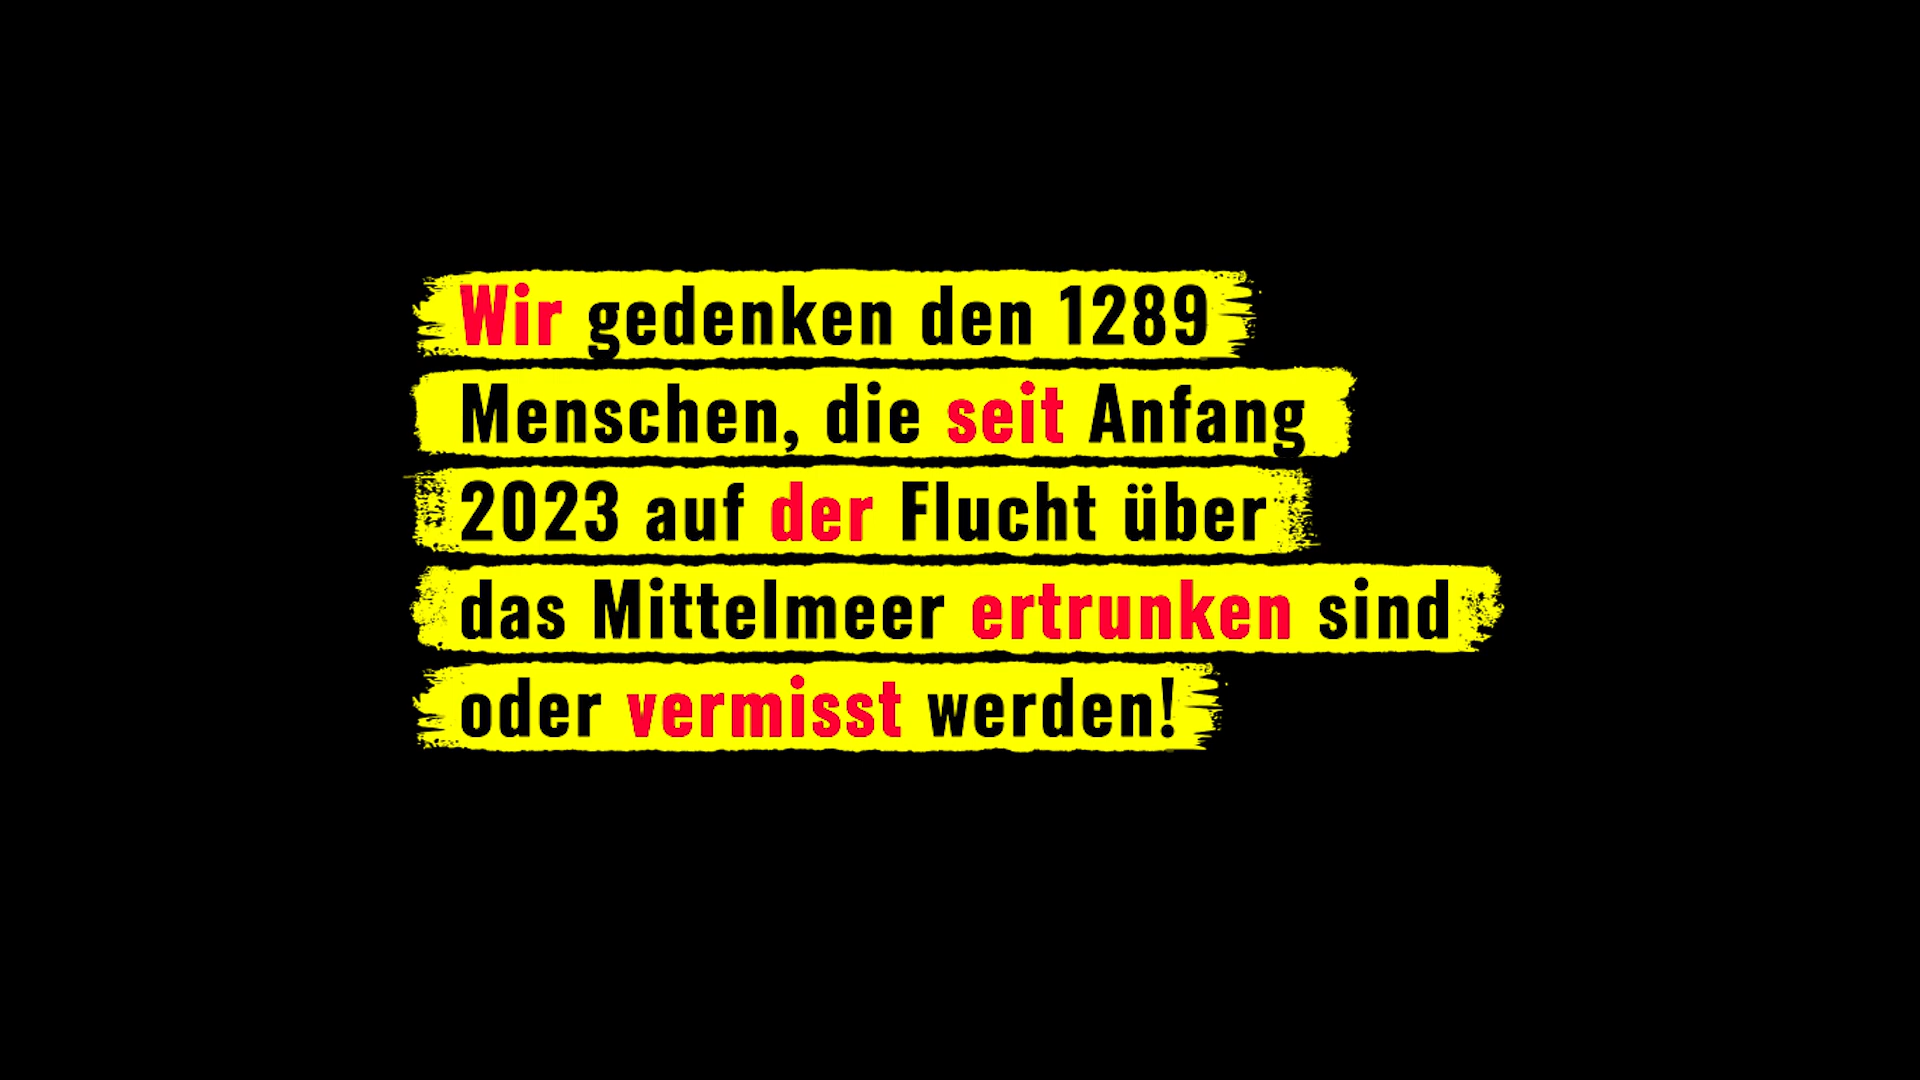 Wir gedenken den 1289
Menschen, die seit Anfang
2023 auf der Flucht über
das Mittelmeer ertrunken sind
oder vermisst werden!